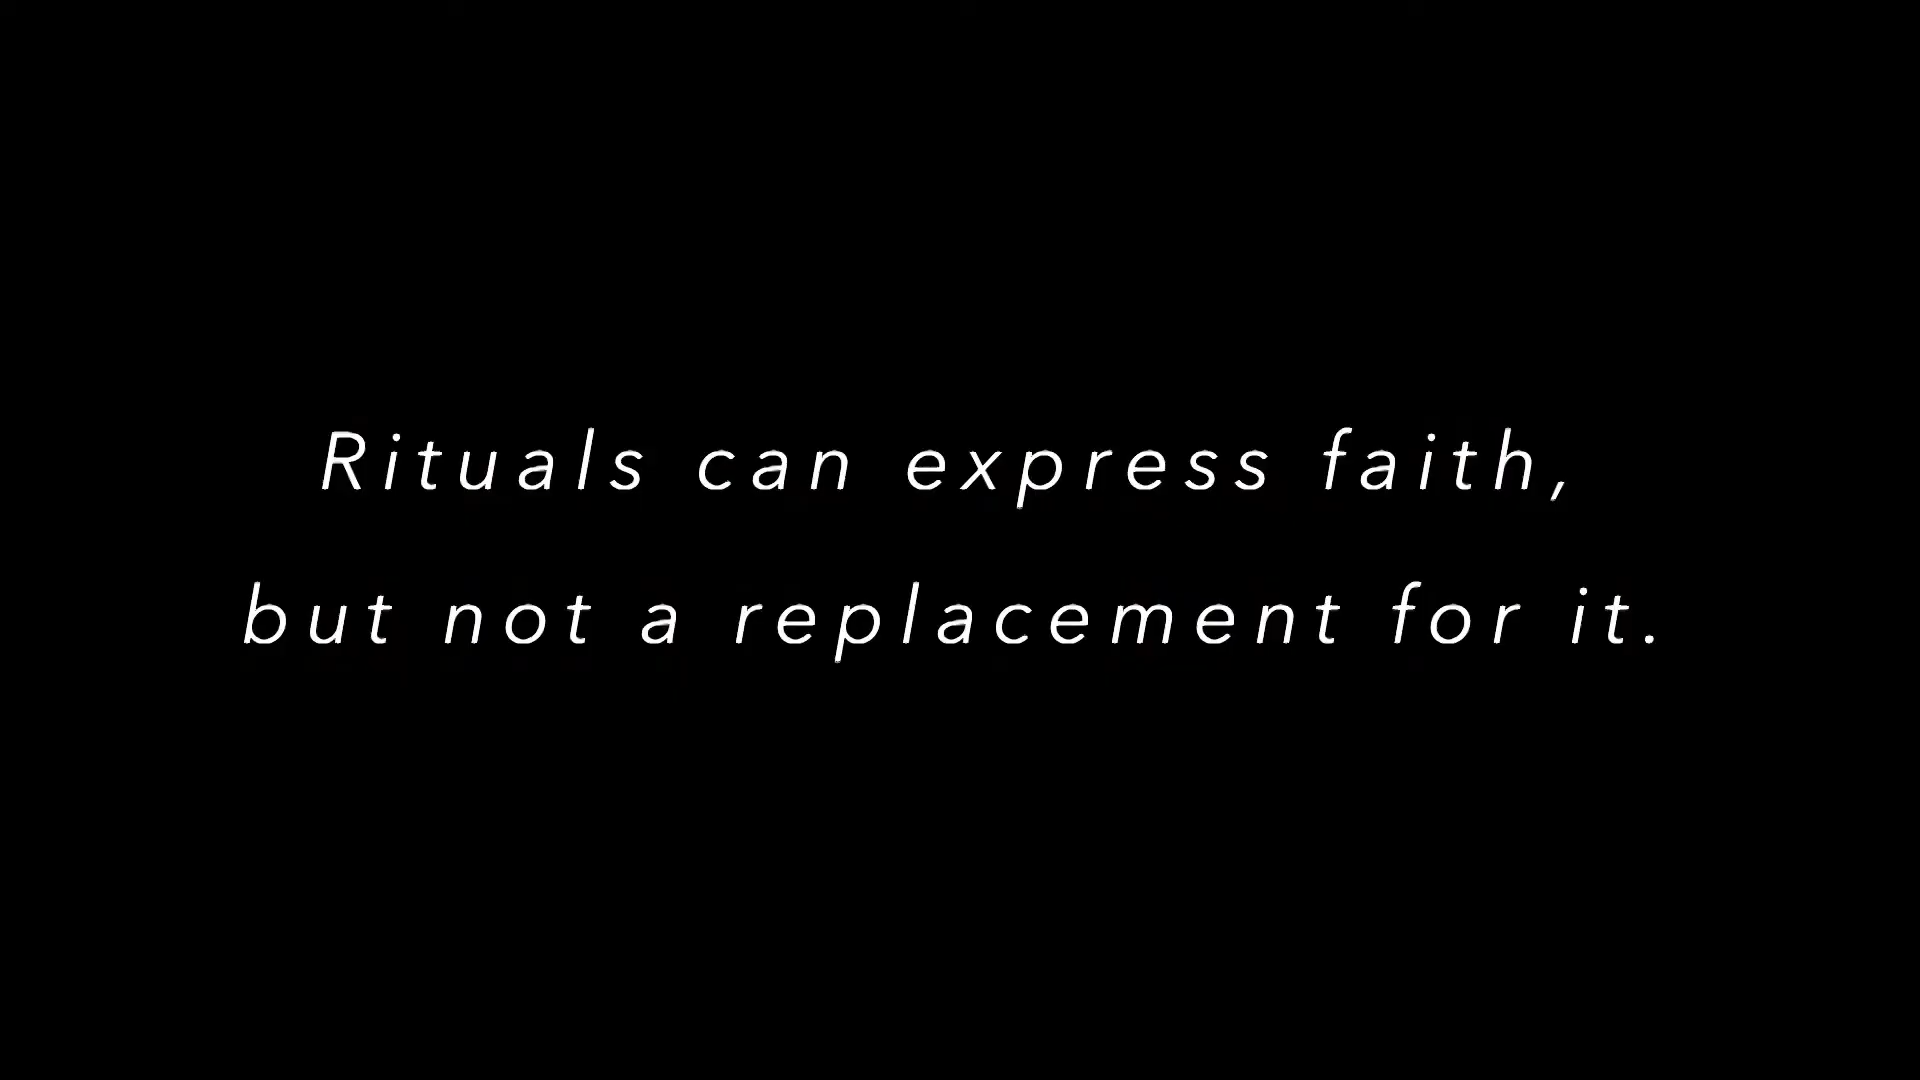 Rituals can express faith,
but not a replacement for it.